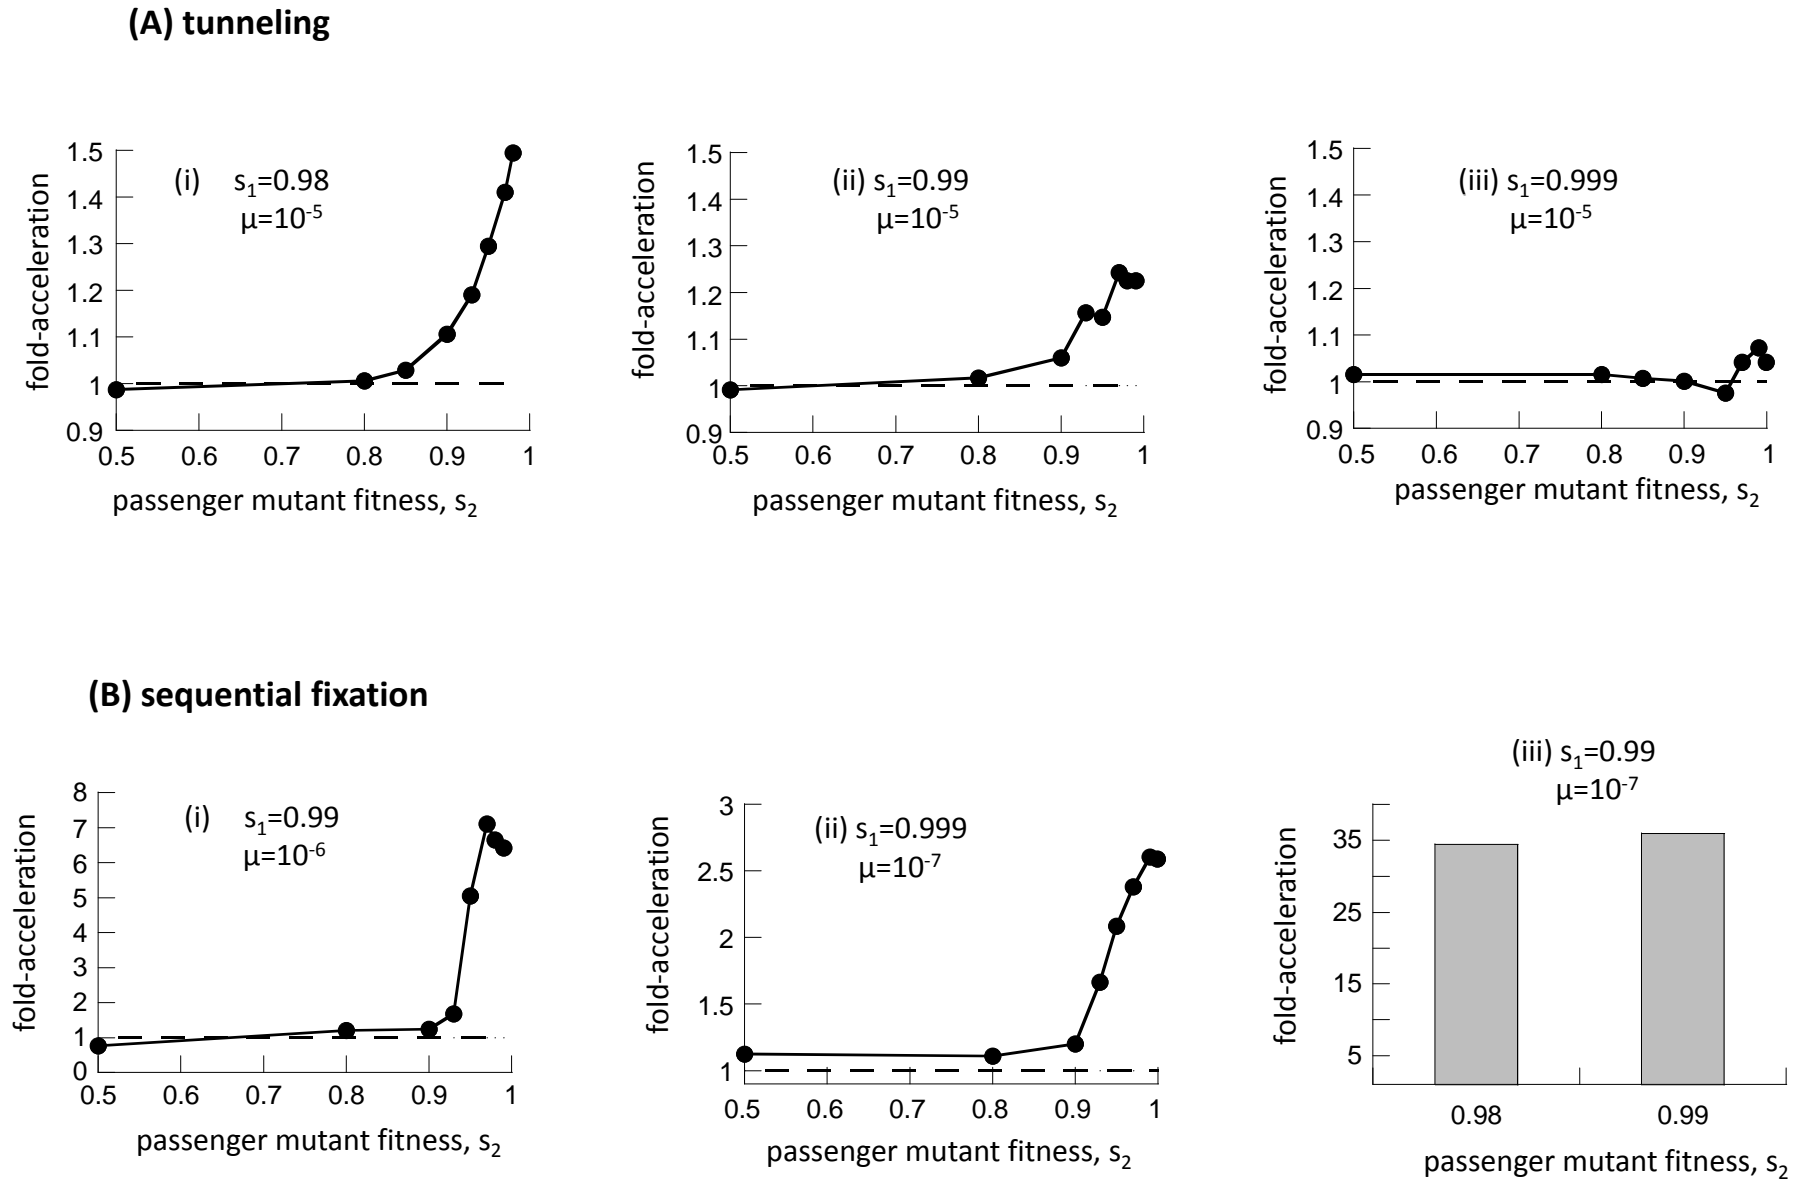 (A) tunneling
(i) s₁=0.98
μ=10⁻⁵
fold-acceleration
1.5
1.4
1.3
1.2
1.1
1
0.9
0.5 0.6 0.7 0.8 0.9 1
passenger mutant fitness, s₂
(ii) s₁=0.99
μ=10⁻⁵
fold-acceleration
1.5
1.4
1.3
1.2
1.1
1
0.9
0.5 0.6 0.7 0.8 0.9 1
passenger mutant fitness, s₂
(iii) s₁=0.999
μ=10⁻⁵
fold-acceleration
1.5
1.4
1.3
1.2
1.1
1
0.9
0.5 0.6 0.7 0.8 0.9 1
passenger mutant fitness, s₂
(B) sequential fixation
(i) s₁=0.99
μ=10⁻⁶
fold-acceleration
8
7
6
5
4
3
2
1
0
0.5 0.6 0.7 0.8 0.9 1
passenger mutant fitness, s₂
(ii) s₁=0.999
μ=10⁻⁷
fold-acceleration
3
2.5
2
1.5
1
0.5 0.6 0.7 0.8 0.9 1
passenger mutant fitness, s₂
(iii) s₁=0.99
μ=10⁻⁷
fold-acceleration
35
25
15
5
0.98 0.99
passenger mutant fitness, s₂